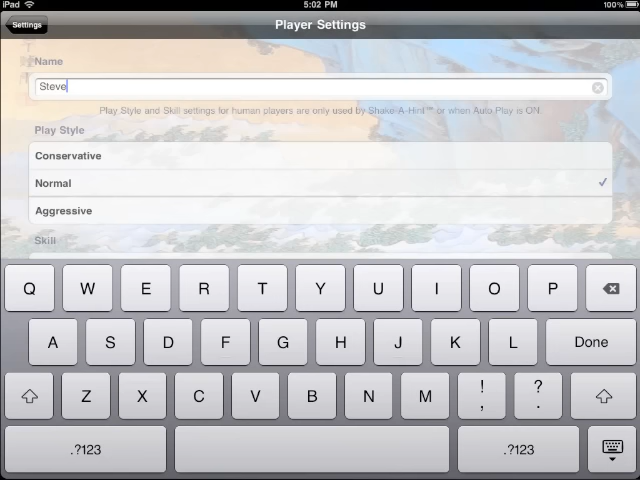 iPad 5:02 PM 100%
Settings Player Settings
Name
Steve
Play Style and Skill settings for human players are only used by Shake-A-Hint™ or when Auto Play is ON
Play Style
Conservative
Normal ✓
Aggressive
Skill
Q W E R T Y U I O P
A S D F G H J K L Done
Z X C V B N M ! , ? .
.?123 .?123